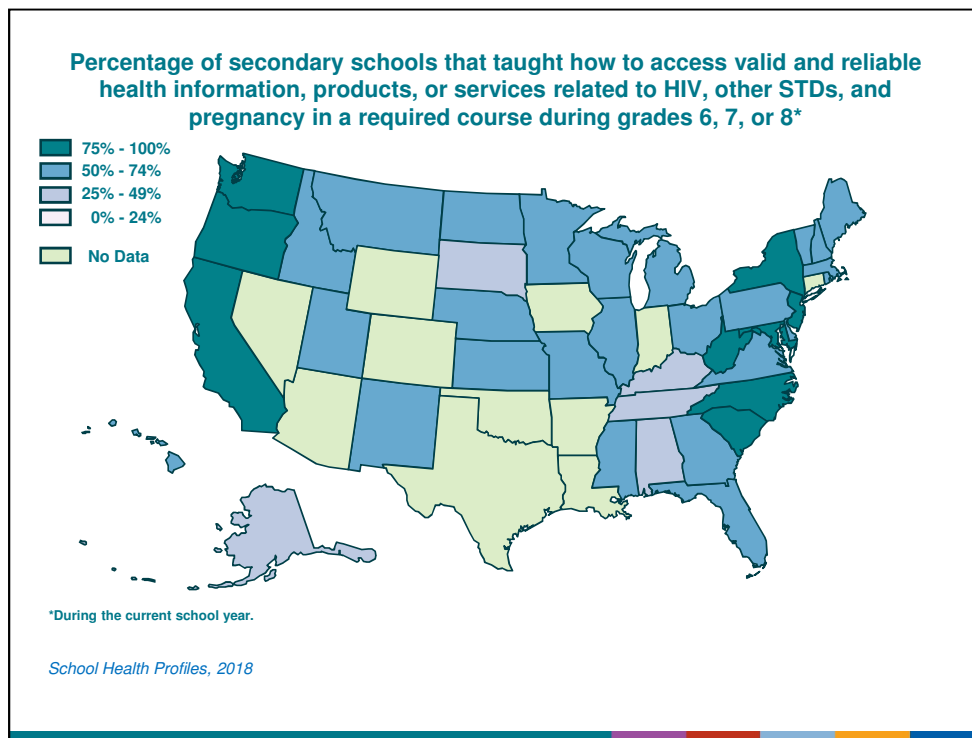 Percentage of secondary schools that taught how to access valid and reliable
health information, products, or services related to HIV, other STDs, and
pregnancy in a required course during grades 6, 7, or 8*
75% - 100%
50% - 74%
25% - 49%
0% - 24%
No Data
*During the current school year.
School Health Profiles, 2018